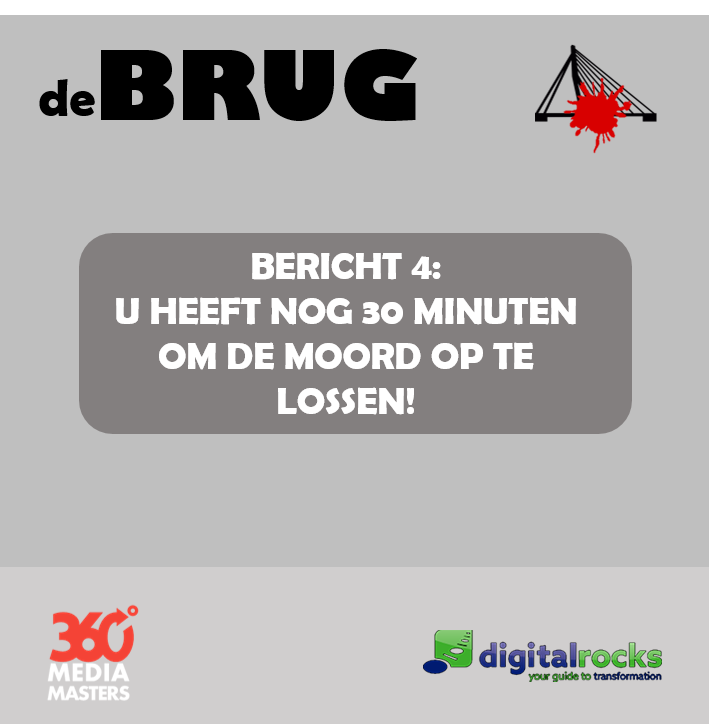 deBRUG
BERICHT 4:
U HEEFT NOG 30 MINUTEN
OM DE MOORD OP TE
LOSSEN!
360°
MEDIA
MASTERS
digitalrocks
your guide to transformation